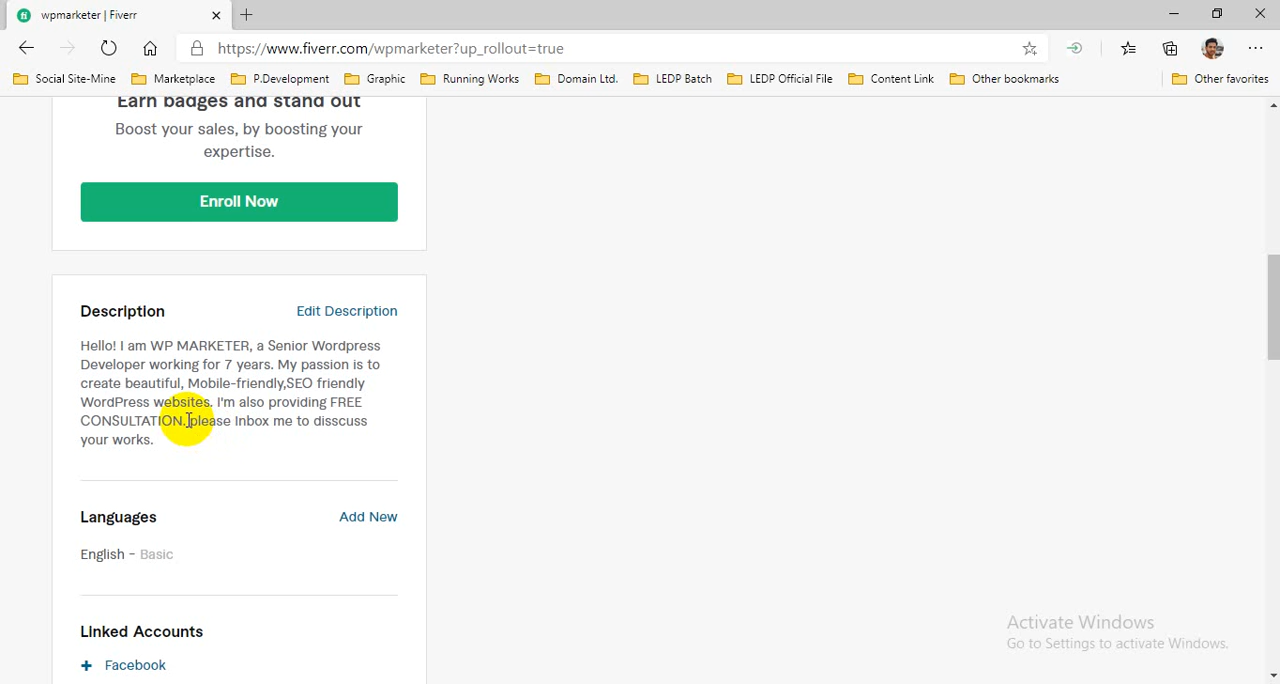 wpmarketer | Fiverr
https://www.fiverr.com/wpmarketer?up_rollout=true
Social Site-Mine Marketplace P.Development Graphic Running Works Domain Ltd. LEDP Batch LEDP Official File Content Link Other bookmarks Other favorites
Earn badges and stand out
Boost your sales, by boosting your
expertise.
Enroll Now
Description Edit Description
Hello! I am WP MARKETER, a Senior Wordpress
Developer working for 7 years. My passion is to
create beautiful, Mobile-friendly,SEO friendly
WordPress websites. I'm also providing FREE
CONSULTATION. please Inbox me to disscuss
your works.
Languages Add New
English - Basic
Linked Accounts
+ Facebook
Activate Windows
Go to Settings to activate Windows.